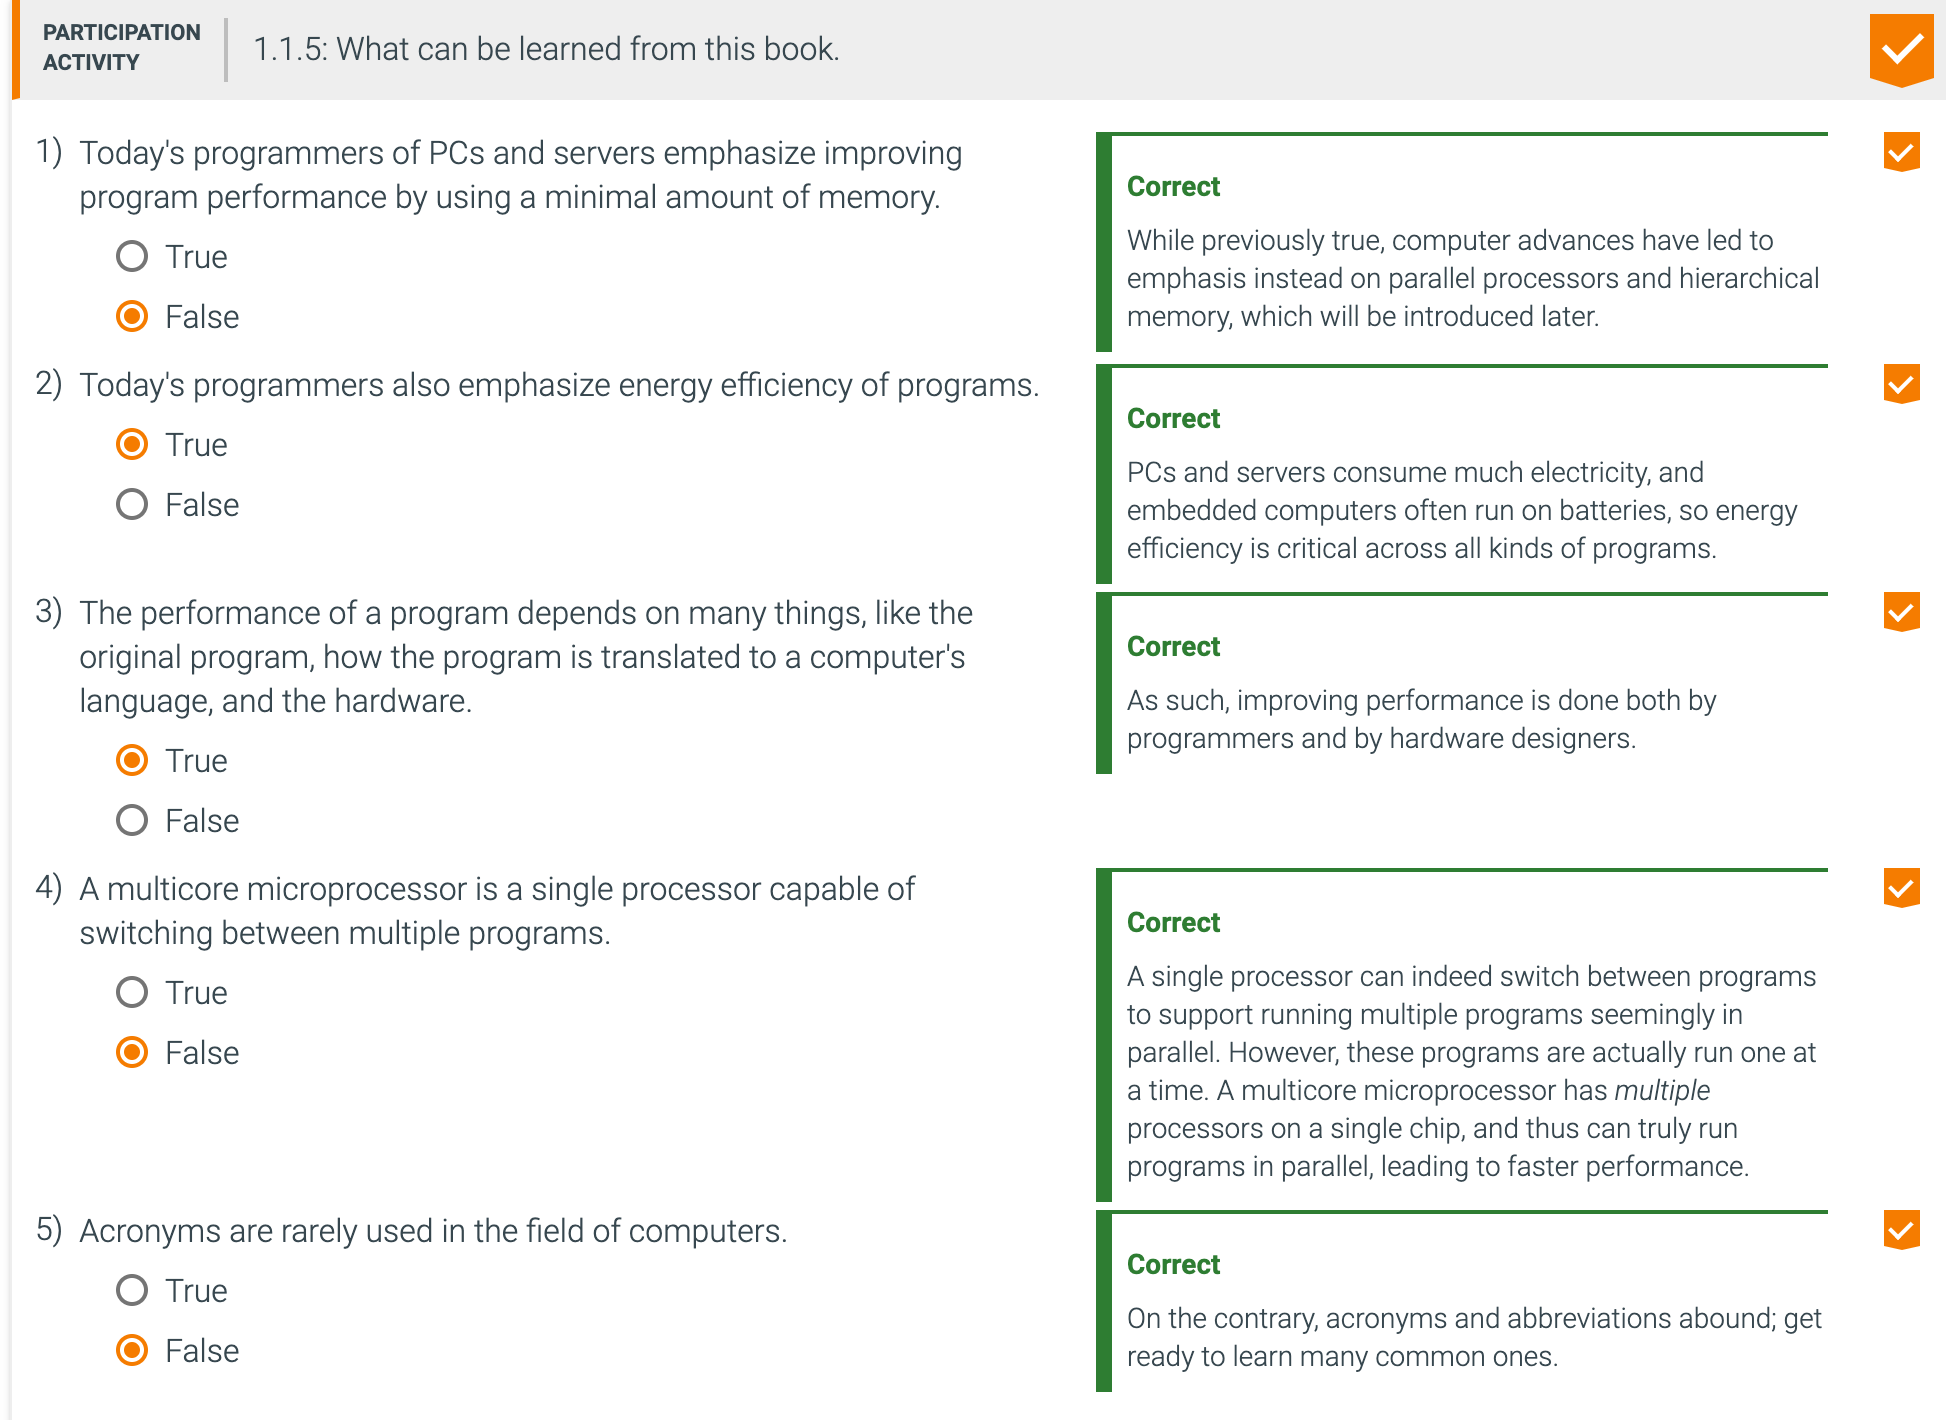 PARTICIPATION
ACTIVITY
1.1.5: What can be learned from this book.
1) Today's programmers of PCs and servers emphasize improving
program performance by using a minimal amount of memory.
True
False
Correct
While previously true, computer advances have led to
emphasis instead on parallel processors and hierarchical
memory, which will be introduced later.
2) Today's programmers also emphasize energy efficiency of programs.
True
False
Correct
PCs and servers consume much electricity, and
embedded computers often run on batteries, so energy
efficiency is critical across all kinds of programs.
3) The performance of a program depends on many things, like the
original program, how the program is translated to a computer's
language, and the hardware.
True
False
Correct
As such, improving performance is done both by
programmers and by hardware designers.
4) A multicore microprocessor is a single processor capable of
switching between multiple programs.
True
False
Correct
A single processor can indeed switch between programs
to support running multiple programs seemingly in
parallel. However, these programs are actually run one at
a time. A multicore microprocessor has multiple
processors on a single chip, and thus can truly run
programs in parallel, leading to faster performance.
5) Acronyms are rarely used in the field of computers.
True
False
Correct
On the contrary, acronyms and abbreviations abound; get
ready to learn many common ones.